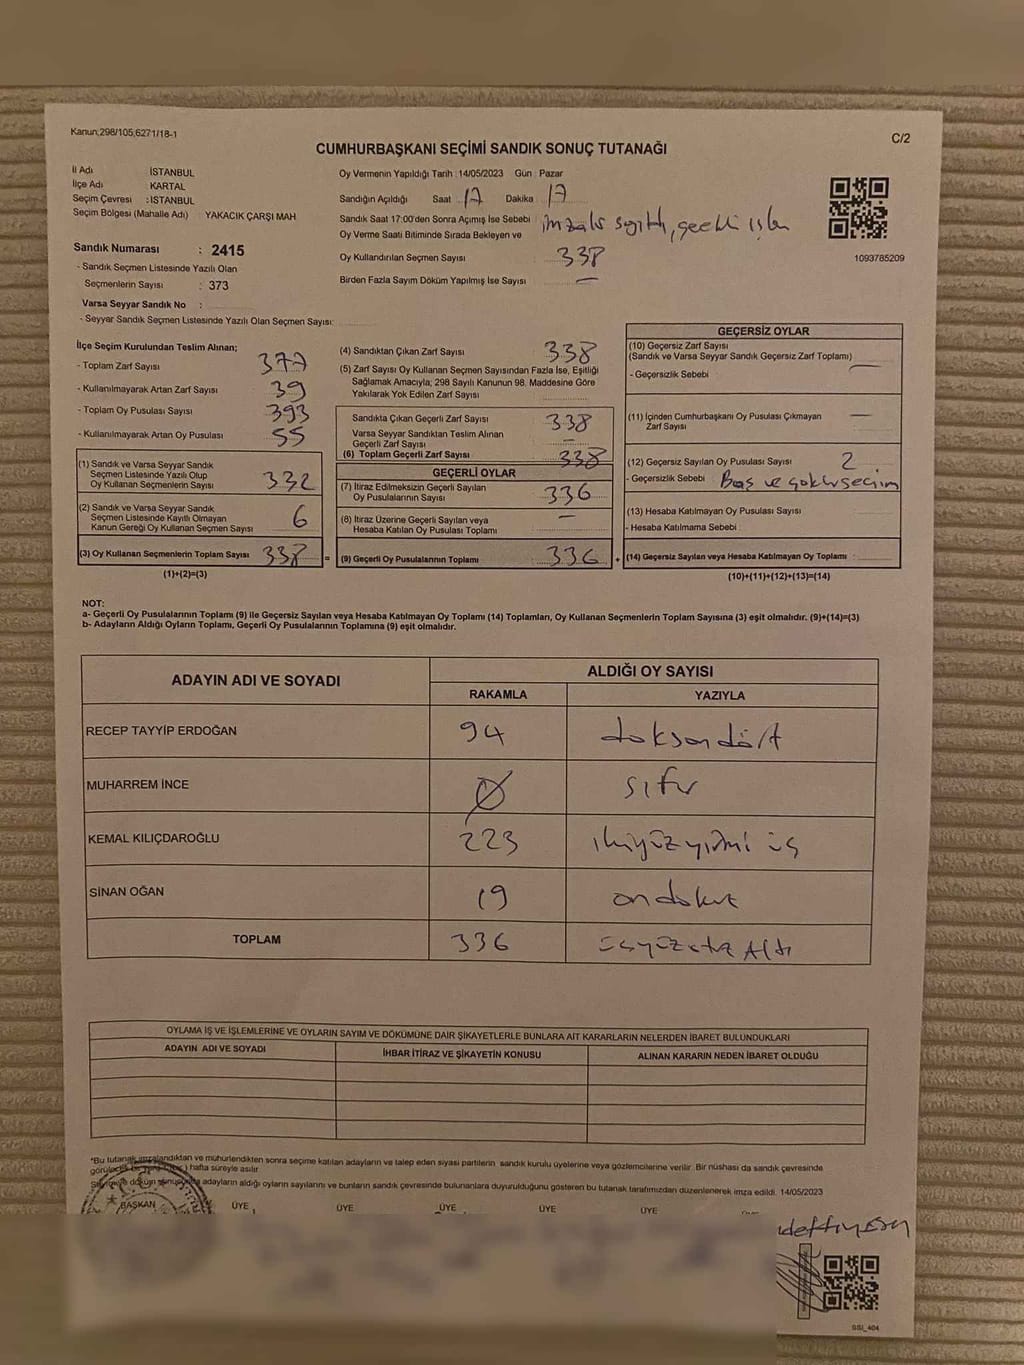 Kanun;298/105,6271/18-1
C/2
CUMHURBAŞKANI SEÇİMİ SANDIK SONUÇ TUTANAĞI
İl Adı : İSTANBUL
İlçe Adı : KARTAL
Seçim Çevresi : İSTANBUL
Seçim Bölgesi (Mahalle Adı) : YAKACIK ÇARŞI MAH
Sandık Numarası : 2415
- Sandık Seçmen Listesinde Yazılı Olan
Seçmenlerin Sayısı : 373
Varsa Seyyar Sandık No :
- Seyyar Sandık Seçmen Listesinde Yazılı Olan Seçmen Sayısı:
Oy Vermenin Yapıldığı Tarih : 14/05/2023 Gün : Pazar
Sandığın Açıldığı Saat 17 Dakika 17
Sandık Saat 17:00'den Sonra Açımış İse Sebebi imzalar sayıldı,
Oy Verme Saati Bitiminde Sırada Bekleyen ve
Oy Kullandırılan Seçmen Sayısı 338
Birden Fazla Sayım Döküm Yapılmış İse Sayısı —
1093785209
İlçe Seçim Kurulundan Teslim Alınan;
- Toplam Zarf Sayısı 377
- Kullanılmayarak Artan Zarf Sayısı 39
- Toplam Oy Pusulası Sayısı 393
- Kullanılmayarak Artan Oy Pusulası 55
(1) Sandık ve Varsa Seyyar Sandık
Seçmen Listesinde Yazılı Olup
Oy Kullanan Seçmenlerin Sayısı 332
(2) Sandık ve Varsa Seyyar Sandık
Seçmen Listesinde Kayıtlı Olmayan
Kanun Gereği Oy Kullanan Seçmen Sayısı 6
(3) Oy Kullanan Seçmenlerin Toplam Sayısı 338 =
(1)+(2)=(3)
(4) Sandıktan Çıkan Zarf Sayısı 338
(5) Zarf Sayısı Oy Kullanan Seçmen Sayısından Fazla İse, Eşitliği
Sağlamak Amacıyla; 298 Sayılı Kanunun 98. Maddesine Göre
Yakılarak Yok Edilen Zarf Sayısı
Sandıkta Çıkan Geçerli Zarf Sayısı 338
Varsa Seyyar Sandıktan Teslim Alınan
Geçerli Zarf Sayısı —
(6) Toplam Geçerli Zarf Sayısı 338
GEÇERLİ OYLAR
(7) İtiraz Edilmeksizin Geçerli Sayılan
Oy Pusulalarının Sayısı 336
(8) İtiraz Üzerine Geçerli Sayılan veya
Hesaba Katılan Oy Pusulası Toplamı —
(9) Geçerli Oy Pusulalarının Toplamı 336 +
GEÇERSİZ OYLAR
(10) Geçersiz Zarf Sayısı
(Sandık ve Varsa Seyyar Sandık Geçersiz Zarf Toplamı) —
- Geçersizlik Sebebi
(11) İçinden Cumhurbaşkanı Oy Pusulası Çıkmayan
Zarf Sayısı —
(12) Geçersiz Sayılan Oy Pusulası Sayısı 2
- Geçersizlik Sebebi Boş ve çoklu seçim
(13) Hesaba Katılmayan Oy Pusulası Sayısı
- Hesaba Katılmama Sebebi
(14) Geçersiz Sayılan veya Hesaba Katılmayan Oy Toplamı
(10)+(11)+(12)+(13)=(14)
NOT:
a- Geçerli Oy Pusulalarının Toplamı (9) ile Geçersiz Sayılan veya Hesaba Katılmayan Oy Toplamı (14) Toplamları, Oy Kullanan Seçmenlerin Toplam Sayısına (3) eşit olmalıdır. (9)+(14)=(3)
b- Adayların Aldığı Oyların Toplamı, Geçerli Oy Pusulalarının Toplamına (9) eşit olmalıdır.
ADAYIN ADI VE SOYADI
ALDIĞI OY SAYISI
RAKAMLA YAZIYLA
RECEP TAYYİP ERDOĞAN 94 doksandört
MUHARREM İNCE 0 sıfır
KEMAL KILIÇDAROĞLU 223 ikiyüzyirmi üç
SİNAN OĞAN 19 ondokuz
TOPLAM 336 üçyüzotuz Altı
OYLAMA İŞ VE İŞLEMLERİNE VE OYLARIN SAYIM VE DÖKÜMÜNE DAİR ŞİKAYETLERLE BUNLARA AİT KARARLARIN NELERDEN İBARET BULUNDUKLARI
ADAYIN ADI VE SOYADI İHBAR İTİRAZ VE ŞİKAYETİN KONUSU ALINAN KARARIN NEDEN İBARET OLDUĞU
*Bu tutanak imzalandıktan ve mühürlendikten sonra seçime katılan adayların ve talep eden siyasi partilerin sandık kurulu üyelerine veya gözlemcilerine verilir. Bir nüshası da sandık çevresinde
hafta süreyle asılır.
adayların aldığı oyların sayılarını ve bunların sandık çevresinde bulunanlara duyurulduğunu gösteren bu tutanak tarafımızdan düzenlenerek imza edildi. 14/05/2023
BAŞKAN ÜYE ÜYE ÜYE ÜYE ÜYE
SSI_404